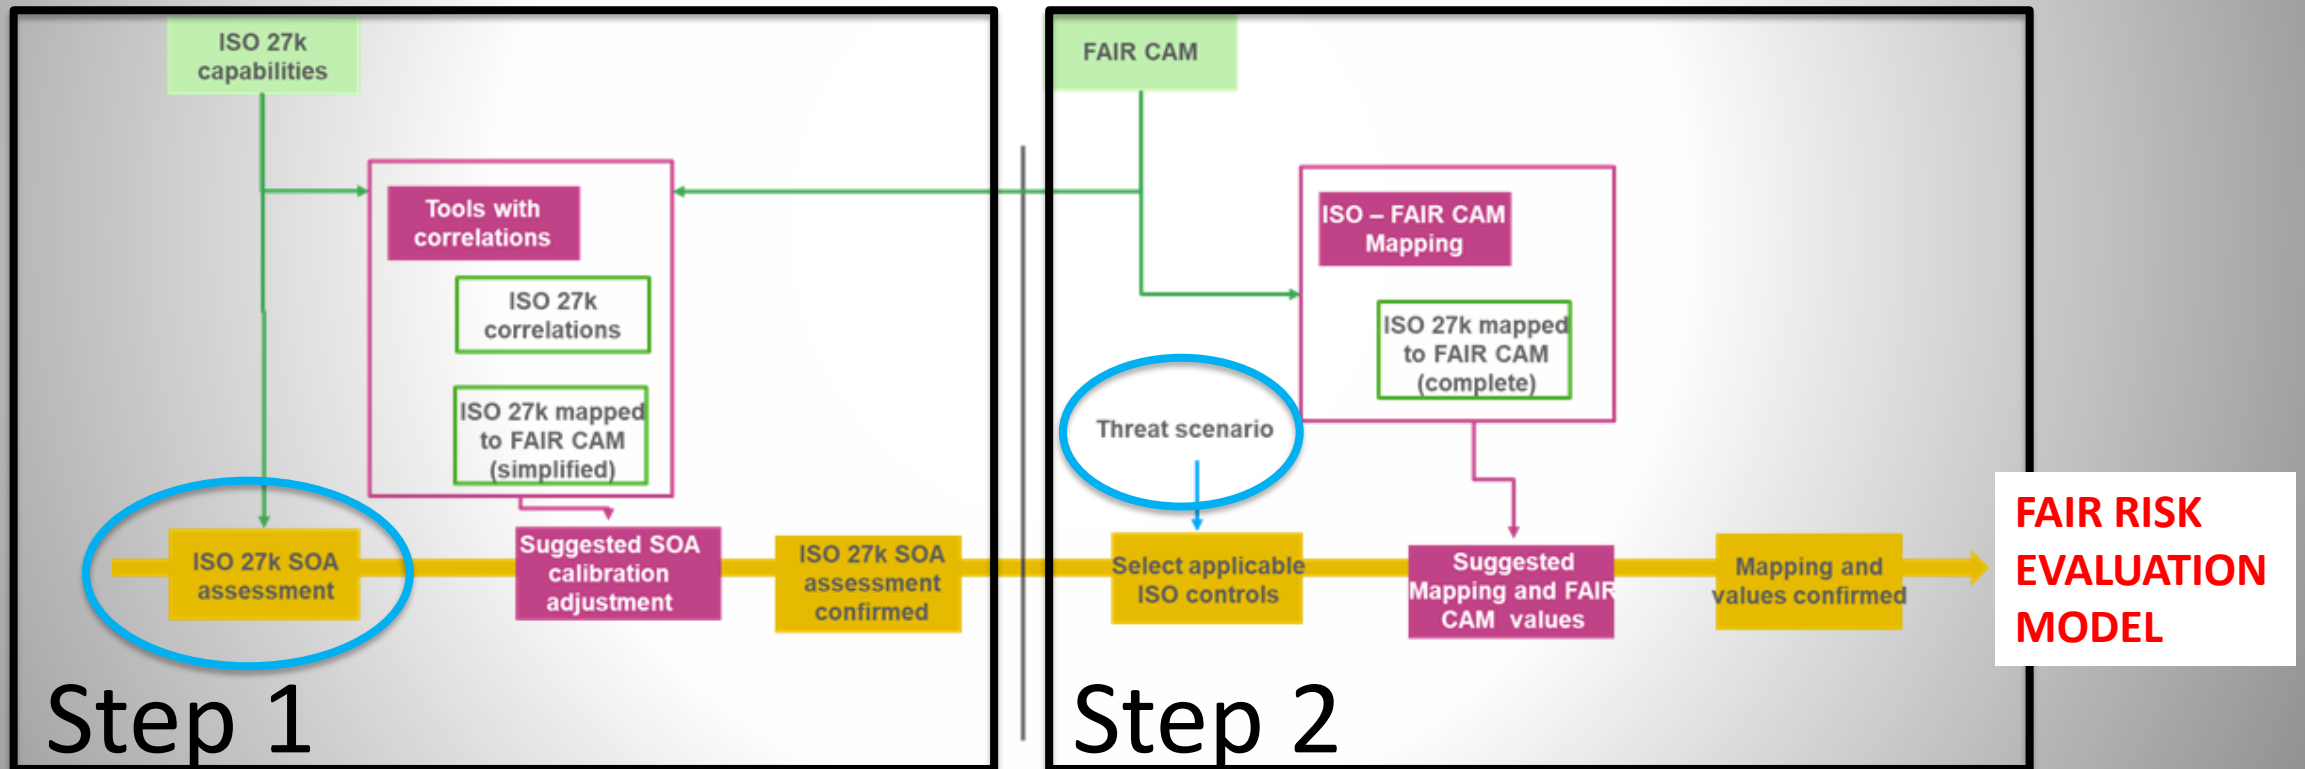 ISO 27k
capabilities
Tools with
correlations
ISO 27k
correlations
ISO 27k mapped
to FAIR CAM
(simplified)
ISO 27k SOA
assessment
Suggested SOA
calibration
adjustment
ISO 27k SOA
assessment
confirmed
Step 1
FAIR CAM
ISO – FAIR CAM
Mapping
ISO 27k mapped
to FAIR CAM
(complete)
Threat scenario
Select applicable
ISO controls
Suggested
Mapping and FAIR
CAM values
Mapping and
values confirmed
Step 2
FAIR RISK
EVALUATION
MODEL